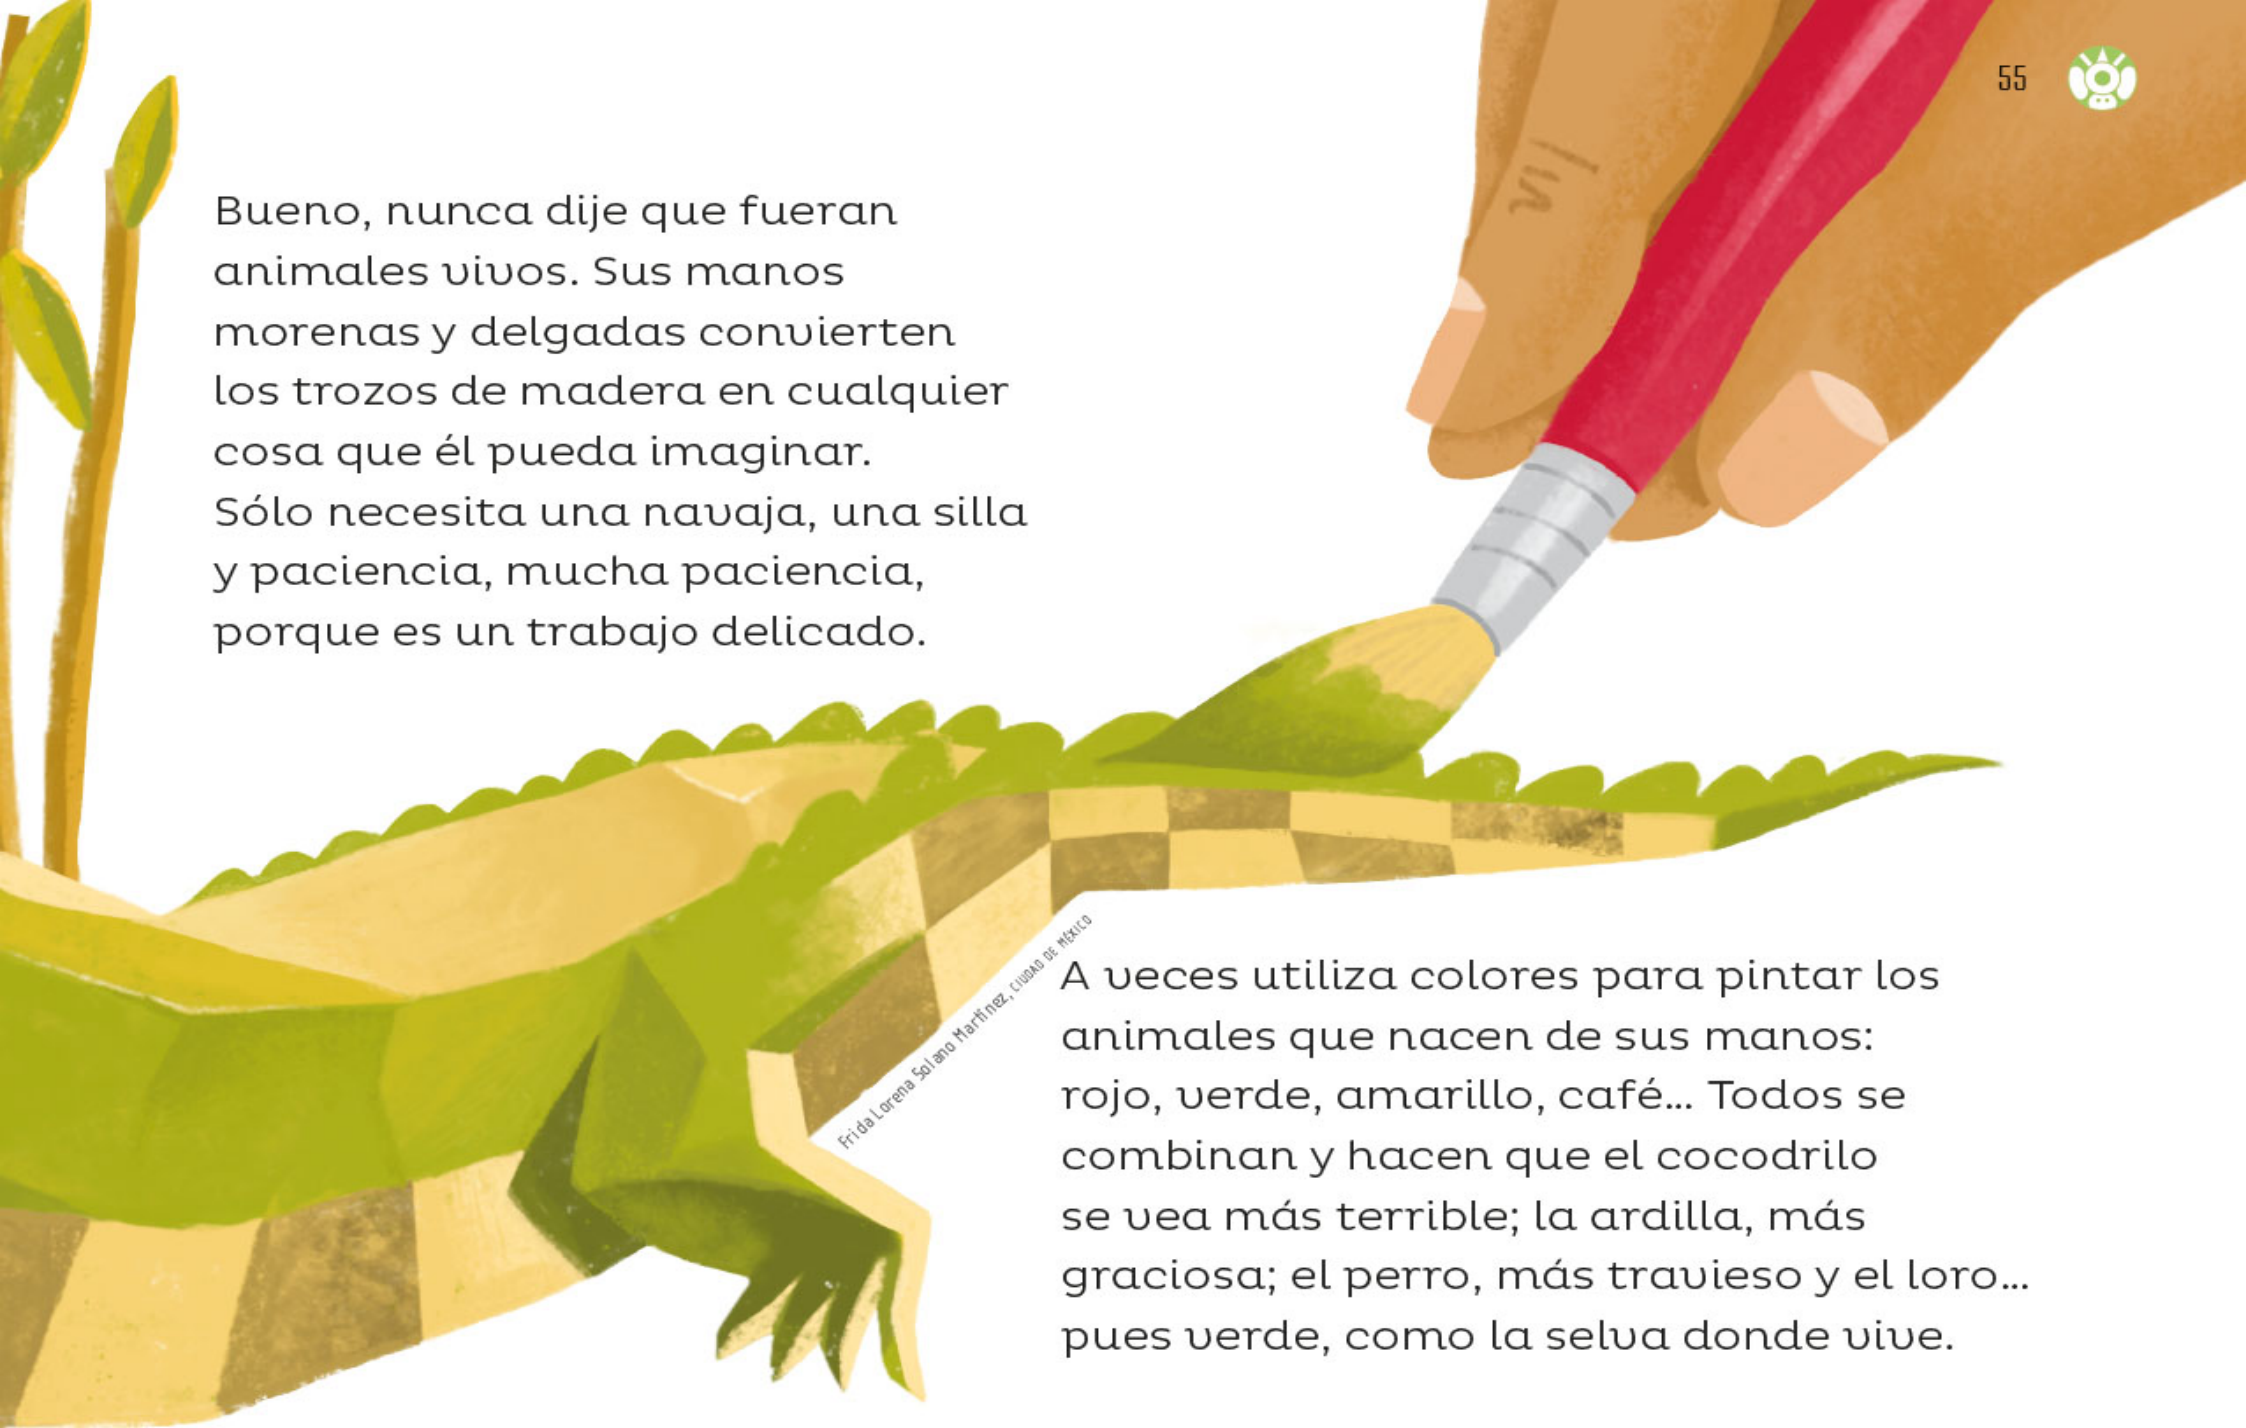 55
Bueno, nunca dije que fueran
animales vivos. Sus manos
morenas y delgadas convierten
los trozos de madera en cualquier
cosa que él pueda imaginar.
Sólo necesita una navaja, una silla
y paciencia, mucha paciencia,
porque es un trabajo delicado.
Frida Lorena Solano Martínez, CIUDAD DE MÉXICO
A veces utiliza colores para pintar los
animales que nacen de sus manos:
rojo, verde, amarillo, café... Todos se
combinan y hacen que el cocodrilo
se vea más terrible; la ardilla, más
graciosa; el perro, más travieso y el loro...
pues verde, como la selva donde vive.